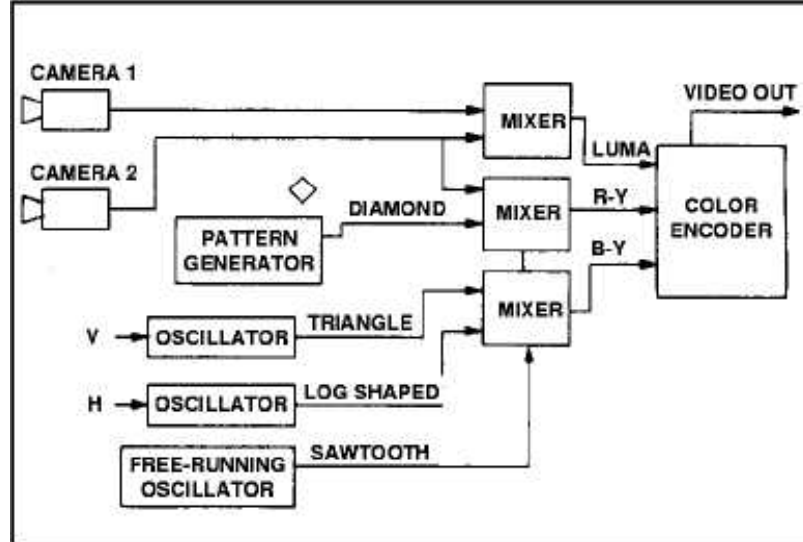 CAMERA 1
VIDEO OUT
MIXER
LUMA
CAMERA 2
MIXER
R-Y
COLOR
ENCODER
DIAMOND
PATTERN
GENERATOR
B-Y
MIXER
TRIANGLE
V
OSCILLATOR
LOG SHAPED
H
OSCILLATOR
SAWTOOTH
FREE-RUNNING
OSCILLATOR